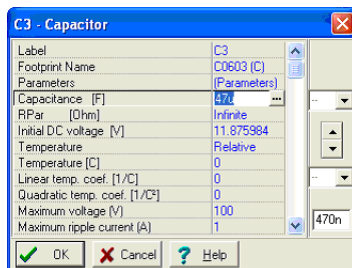 C3 - Capacitor
Label C3
Footprint Name C0603 (C)
Parameters (Parameters)
Capacitance [F] 47u ...
RPar [Ohm] Infinite
Initial DC voltage [V] 11.875984
Temperature Relative
Temperature [C] 0
Linear temp. coef. [1/C] 0
Quadratic temp. coef. [1/C²] 0
Maximum voltage (V) 100
Maximum ripple current (A) 1
470n
OK Cancel ? Help